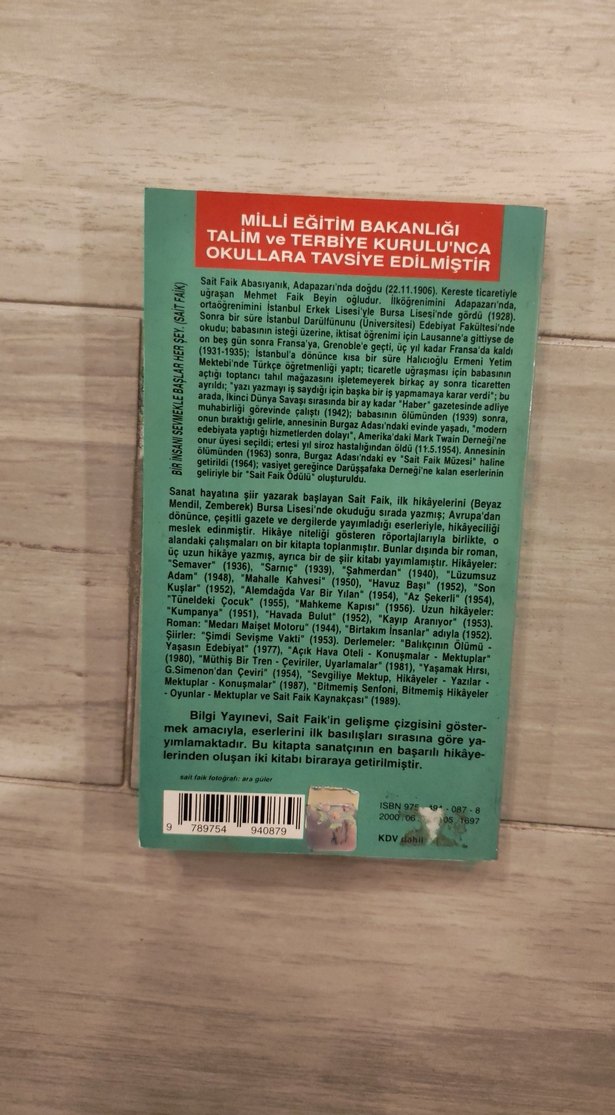 MİLLİ EĞİTİM BAKANLIĞI
TALİM ve TERBİYE KURULU'NCA
OKULLARA TAVSİYE EDİLMİŞTİR
BİR İNSANI SEVMEKLE BAŞLAR HER ŞEY. (SAİT FAİK)
Sait Faik Abasıyanık, Adapazarı'nda doğdu (22.11.1906). Kereste ticaretiyle
uğraşan Mehmet Faik Beyin oğludur. İlköğrenimini Adapazarı'nda,
ortaöğrenimini İstanbul Erkek Lisesi'yle Bursa Lisesi'nde gördü (1928).
Sonra bir süre İstanbul Darülfünunu (Üniversitesi) Edebiyat Fakültesi'nde
okudu; babasının isteği üzerine, iktisat öğrenimi için Lausanne'a gittiyse de
on beş gün sonra Fransa'ya, Grenoble'e geçti, üç yıl kadar Fransa'da kaldı
(1931-1935); İstanbul'a dönünce kısa bir süre Halıcıoğlu Ermeni Yetim
Mektebi'nde Türkçe öğretmenliği yaptı; ticaretle uğraşması için babasının
açtığı toptancı tahıl mağazasını işletemeyerek birkaç ay sonra ticaretten
ayrıldı; "yazı yazmayı iş saydığı için başka bir iş yapmamaya karar verdi"; bu
arada, İkinci Dünya Savaşı sırasında bir ay kadar "Haber" gazetesinde adliye
muhabirliği görevinde çalıştı (1942); babasının ölümünden (1939) sonra,
onun bıraktığı gelirle, annesinin Burgaz Adası'ndaki evinde yaşadı, "modern
edebiyata yaptığı hizmetlerden dolayı", Amerika'daki Mark Twain Derneği'ne
onur üyesi seçildi; ertesi yıl siroz hastalığından öldü (11.5.1954). Annesinin
ölümünden (1963) sonra, Burgaz Adası'ndaki ev "Sait Faik Müzesi" haline
getirildi (1964); vasiyet gereğince Darüşşafaka Derneği'ne kalan eserlerinin
geliriyle bir "Sait Faik Ödülü" oluşturuldu.
Sanat hayatına şiir yazarak başlayan Sait Faik, ilk hikâyelerini (Beyaz
Mendil, Zemberek) Bursa Lisesi'nde okuduğu sırada yazmış; Avrupa'dan
dönünce, çeşitli gazete ve dergilerde yayımladığı eserleriyle, hikâyeciliği
meslek edinmiştir. Hikâye niteliği gösteren röportajlarıyla birlikte, o
alandaki çalışmaları on bir kitapta toplanmıştır. Bunlar dışında bir roman,
üç uzun hikâye yazmış, ayrıca bir de şiir kitabı yayımlamıştır. Hikâyeler:
"Semaver" (1936), "Sarnıç" (1939), "Şahmerdan" (1940), "Lüzumsuz
Adam" (1948), "Mahalle Kahvesi" (1950), "Havuz Başı" (1952), "Son
Kuşlar" (1952), "Alemdağda Var Bir Yılan" (1954), "Az Şekerli" (1954),
"Tüneldeki Çocuk" (1955), "Mahkeme Kapısı" (1956). Uzun hikâyeler:
"Kumpanya" (1951), "Havada Bulut" (1952), "Kayıp Aranıyor" (1953).
Roman: "Medarı Maişet Motoru" (1944), "Birtakım İnsanlar" adıyla (1952).
Şiirler: "Şimdi Sevişme Vakti" (1953). Derlemeler: "Balıkçının Ölümü -
Yaşasın Edebiyat" (1977), "Açık Hava Oteli - Konuşmalar - Mektuplar"
(1980), "Müthiş Bir Tren - Çeviriler, Uyarlamalar" (1981), "Yaşamak Hırsı,
G.Simenon'dan Çeviri" (1954), "Sevgiliye Mektup, Hikâyeler - Yazılar -
Mektuplar - Konuşmalar" (1987), "Bitmemiş Senfoni, Bitmemiş Hikâyeler
- Oyunlar - Mektuplar ve Sait Faik Kaynakçası" (1989).
Bilgi Yayınevi, Sait Faik'in gelişme çizgisini göster-
mek amacıyla, eserlerini ilk basılışları sırasına göre ya-
yımlamaktadır. Bu kitapta sanatçının en başarılı hikâye-
lerinden oluşan iki kitabı biraraya getirilmiştir.
sait faik fotoğrafı: ara güler
ISBN 975 494 - 087 - 8
2000 . 06 05 . 1697
KDV dahil
9 789754 940879